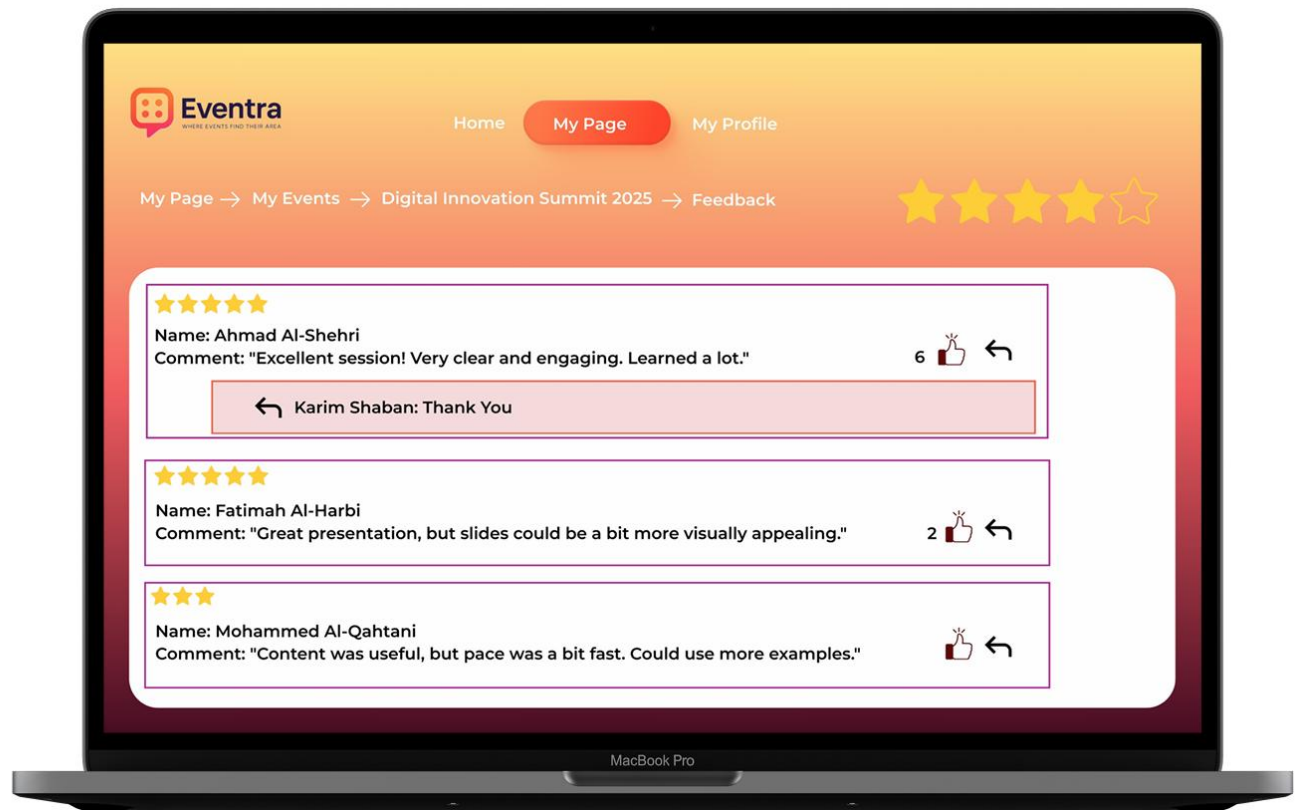 Eventra
WHERE EVENTS FIND THEIR AREA
Home My Page My Profile
My Page → My Events → Digital Innovation Summit 2025 → Feedback
Name: Ahmad Al-Shehri
Comment: "Excellent session! Very clear and engaging. Learned a lot."
6
Karim Shaban: Thank You
Name: Fatimah Al-Harbi
Comment: "Great presentation, but slides could be a bit more visually appealing."
2
Name: Mohammed Al-Qahtani
Comment: "Content was useful, but pace was a bit fast. Could use more examples."
MacBook Pro